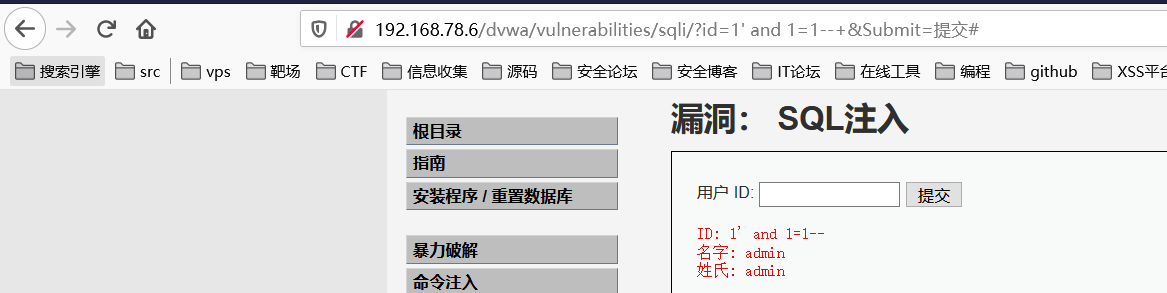 192.168.78.6/dvwa/vulnerabilities/sqli/?id=1' and 1=1--+&Submit=提交#
搜索引擎 src vps 靶场 CTF 信息收集 源码 安全论坛 安全博客 IT论坛 在线工具 编程 github XSS平台
漏洞： SQL注入
根目录
指南
安装程序 / 重置数据库
暴力破解
命令注入
用户 ID: 提交
ID: 1' and 1=1--
名字: admin
姓氏: admin